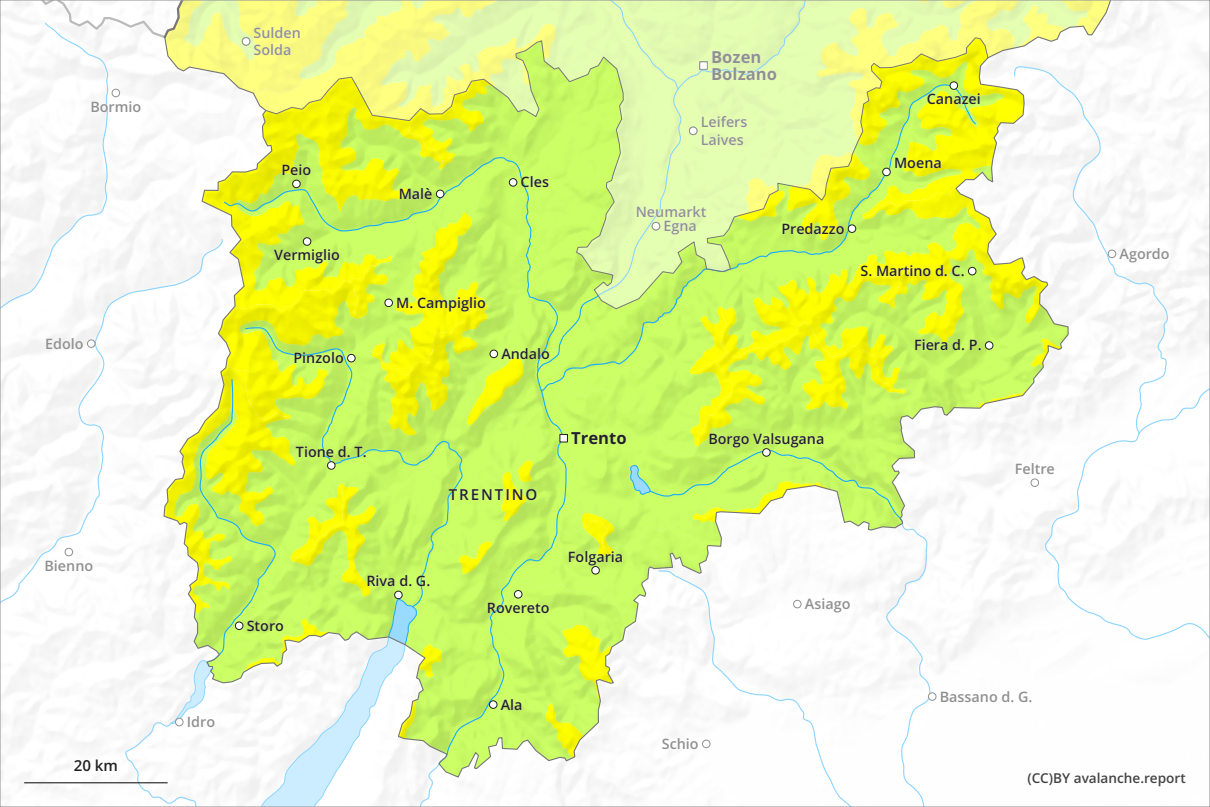 Sulden
Solda
Bozen
Bolzano
Bormio
Canazei
Leifers
Laives
Moena
Peio
Malè
Cles
Neumarkt
Egna
Predazzo
Vermiglio
Agordo
S. Martino d. C.
M. Campiglio
Edolo
Pinzolo
Andalo
Fiera d. P.
Trento
Borgo Valsugana
Tione d. T.
Feltre
TRENTINO
Bienno
Folgaria
Riva d. G.
Rovereto
Asiago
Storo
Bassano d. G.
Ala
Idro
Schio
20 km
(CC)BY avalanche.report